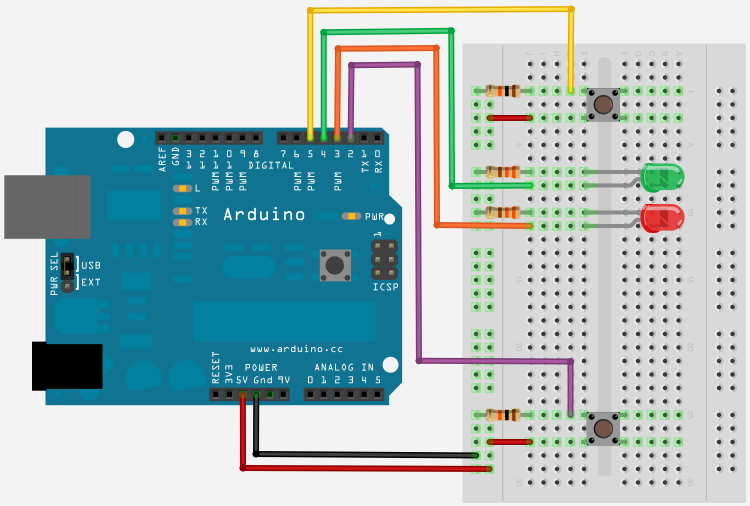 AREF
GND
13
12
11
10
9
8
7
6
5
4
3
2
1
0
PWM
PWM
PWM
PWM
PWM
PWM
TX
RX
DIGITAL
L
TX
RX
Arduino
PWR
1
ICSP
PWR SEL
USB
EXT
www.arduino.cc
RESET
3V3
POWER
5V Gnd 9V
ANALOG IN
0 1 2 3 4 5
J I H F E D C B A
1
5
10
15
20
25
30